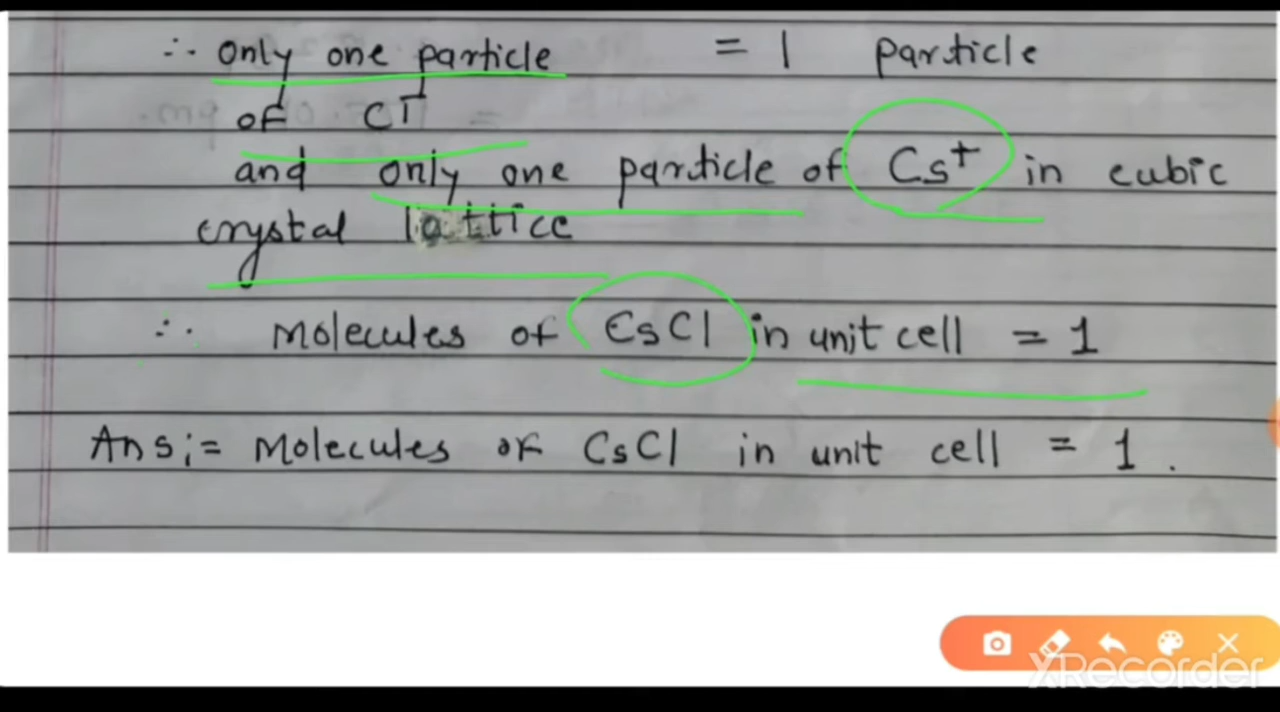 ∴ Only one particle = 1 particle
of Cl⁻
and only one particle of Cs⁺ in cubic
crystal lattice
∴ Molecules of CsCl in unit cell = 1
Ans:= Molecules of CsCl in unit cell = 1.
XRecorder